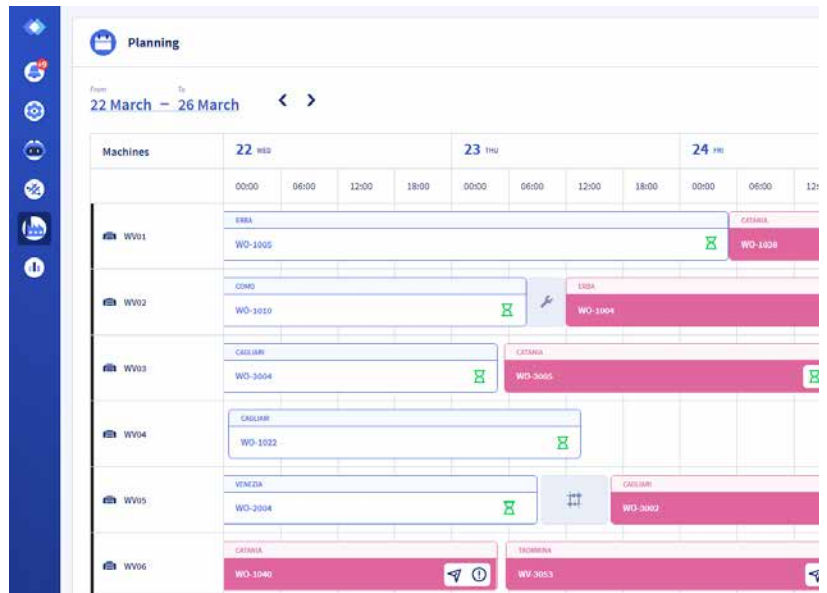 +9
Planning
From To
22 March – 26 March
Machines 22 WED 23 THU 24 FRI
00:00 06:00 12:00 18:00 00:00 06:00 12:00 18:00 00:00 06:00
ERBA CATANIA
WV01 WO-1005 WO-1038
COMO ERBA
WV02 WO-1010 WO-1004
CAGLIARI CATANIA
WV03 WO-3004 WO-3005
CAGLIARI
WV04 WO-1022
VENEZIA CAGLIARI
WV05 WO-2004 WO-3002
CATANIA TAORMINA
WV06 WO-1040 WV-3053